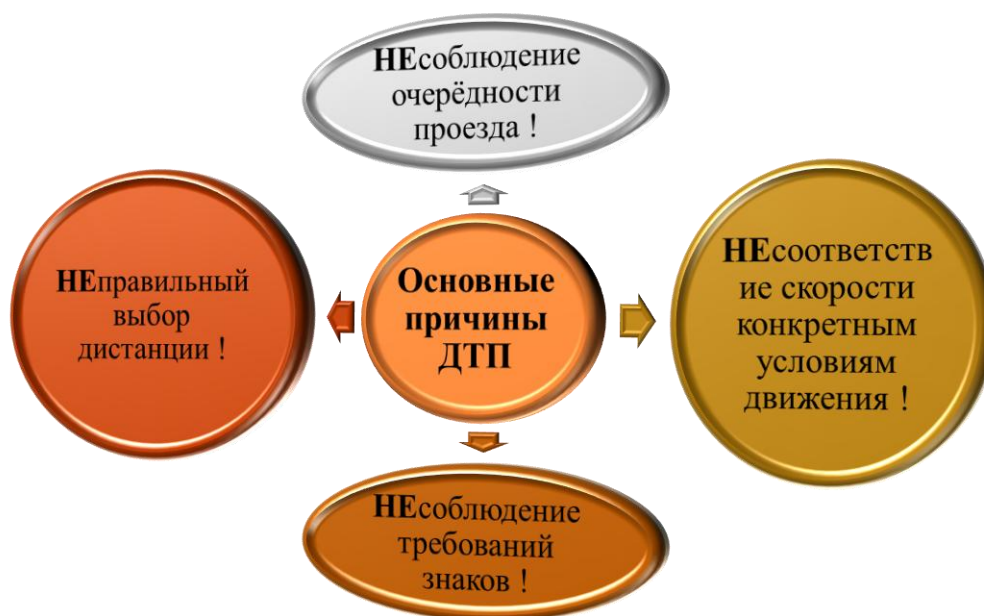 НЕсоблюдение
очерёдности
проезда !
НЕправильный
выбор
дистанции !
Основные
причины
ДТП
НЕсоответств
ие скорости
конкретным
условиям
движения !
НЕсоблюдение
требований
знаков !